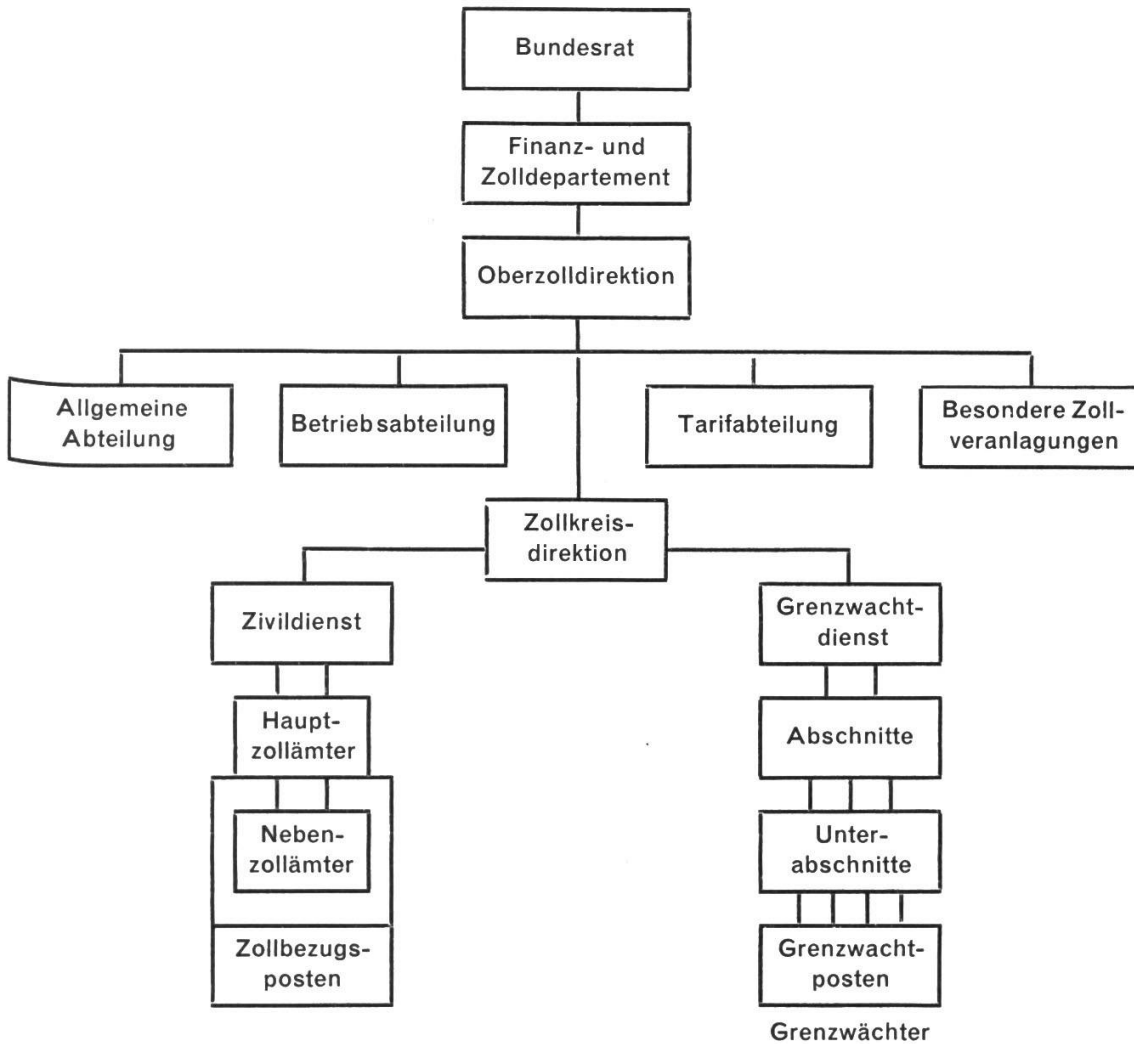 Bundesrat
Finanz- und
Zolldepartement
Oberzolldirektion
Allgemeine
Abteilung
Betriebsabteilung
Tarifabteilung
Besondere Zoll-
veranlagungen
Zollkreis-
direktion
Zivildienst
Haupt-
zollämter
Neben-
zollämter
Zollbezugs-
posten
Grenzwacht-
dienst
Abschnitte
Unter-
abschnitte
Grenzwacht-
posten
Grenzwächter